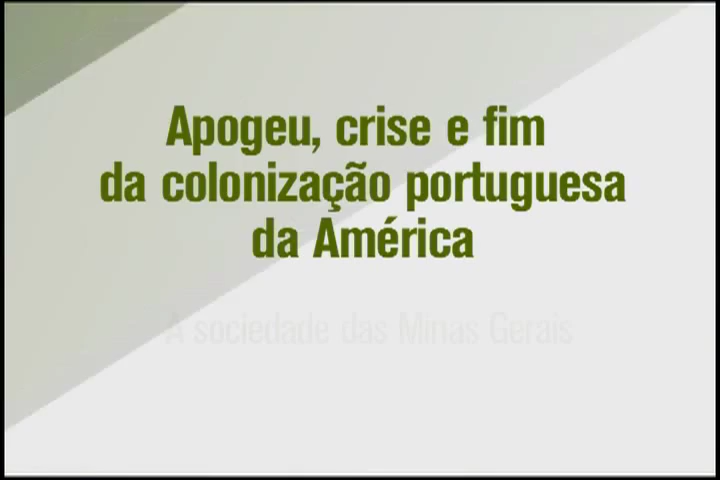 Apogeu, crise e fim
da colonização portuguesa
da América
A sociedade das Minas Gerais